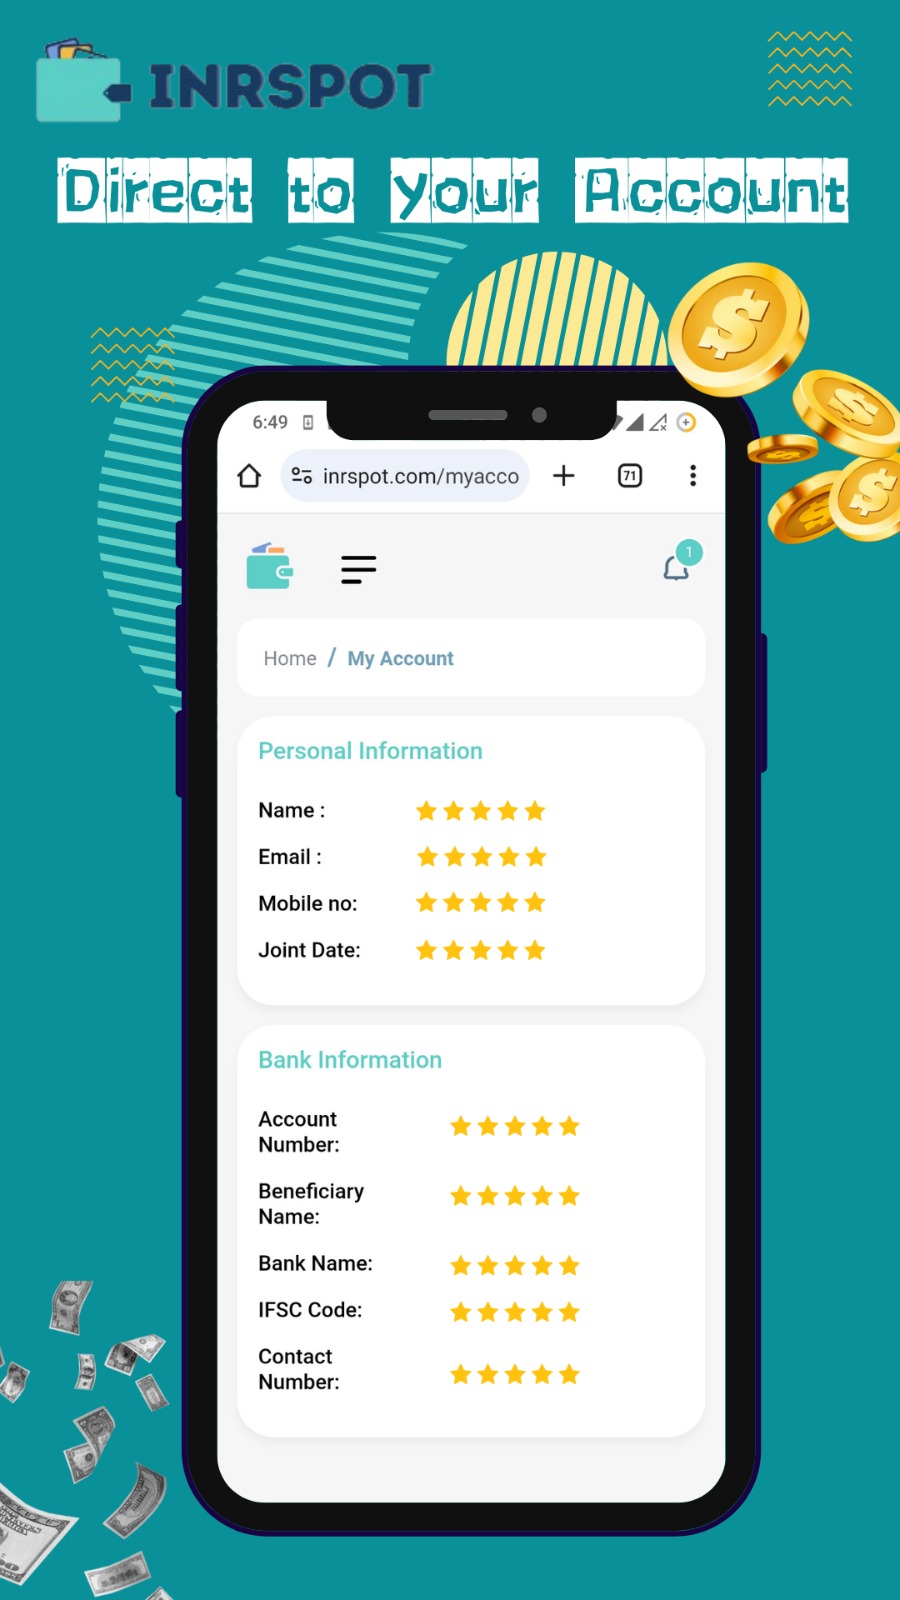 INRSPOT
Direct to Your Account
6:49
inrspot.com/myacco
71
1
Home / My Account
Personal Information
Name :
Email :
Mobile no:
Joint Date:
Bank Information
Account
Number:
Beneficiary
Name:
Bank Name:
IFSC Code:
Contact
Number: